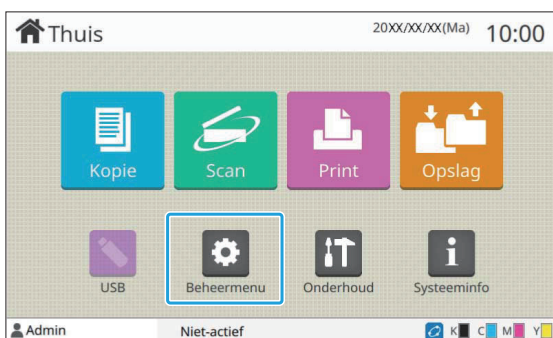 Thuis 20XX/XX/XX(Ma) 10:00
Kopie Scan Print Opslag
USB Beheermenu Onderhoud Systeeminfo
Admin Niet-actief K C M Y